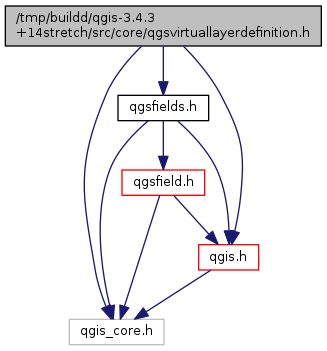 /tmp/buildd/qgis-3.4.3
+14stretch/src/core/qgsvirtuallayerdefinition.h
qgsfields.h
qgsfield.h
qgis.h
qgis_core.h